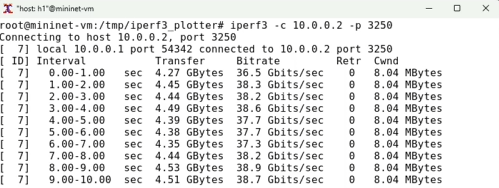 "host: h1"@mininet-vm
root@mininet-vm:/tmp/iperf3_plotter# iperf3 -c 10.0.0.2 -p 3250
Connecting to host 10.0.0.2, port 3250
[  7] local 10.0.0.1 port 54342 connected to 10.0.0.2 port 3250
[ ID] Interval           Transfer     Bitrate         Retr  Cwnd
[  7]   0.00-1.00   sec  4.27 GBytes  36.5 Gbits/sec    0   8.04 MBytes
[  7]   1.00-2.00   sec  4.45 GBytes  38.3 Gbits/sec    0   8.04 MBytes
[  7]   2.00-3.00   sec  4.44 GBytes  38.2 Gbits/sec    0   8.04 MBytes
[  7]   3.00-4.00   sec  4.49 GBytes  38.6 Gbits/sec    0   8.04 MBytes
[  7]   4.00-5.00   sec  4.39 GBytes  37.7 Gbits/sec    0   8.04 MBytes
[  7]   5.00-6.00   sec  4.38 GBytes  37.7 Gbits/sec    0   8.04 MBytes
[  7]   6.00-7.00   sec  4.35 GBytes  37.3 Gbits/sec    0   8.04 MBytes
[  7]   7.00-8.00   sec  4.44 GBytes  38.2 Gbits/sec    0   8.04 MBytes
[  7]   8.00-9.00   sec  4.53 GBytes  38.9 Gbits/sec    0   8.04 MBytes
[  7]   9.00-10.00  sec  4.51 GBytes  38.7 Gbits/sec    0   8.04 MBytes